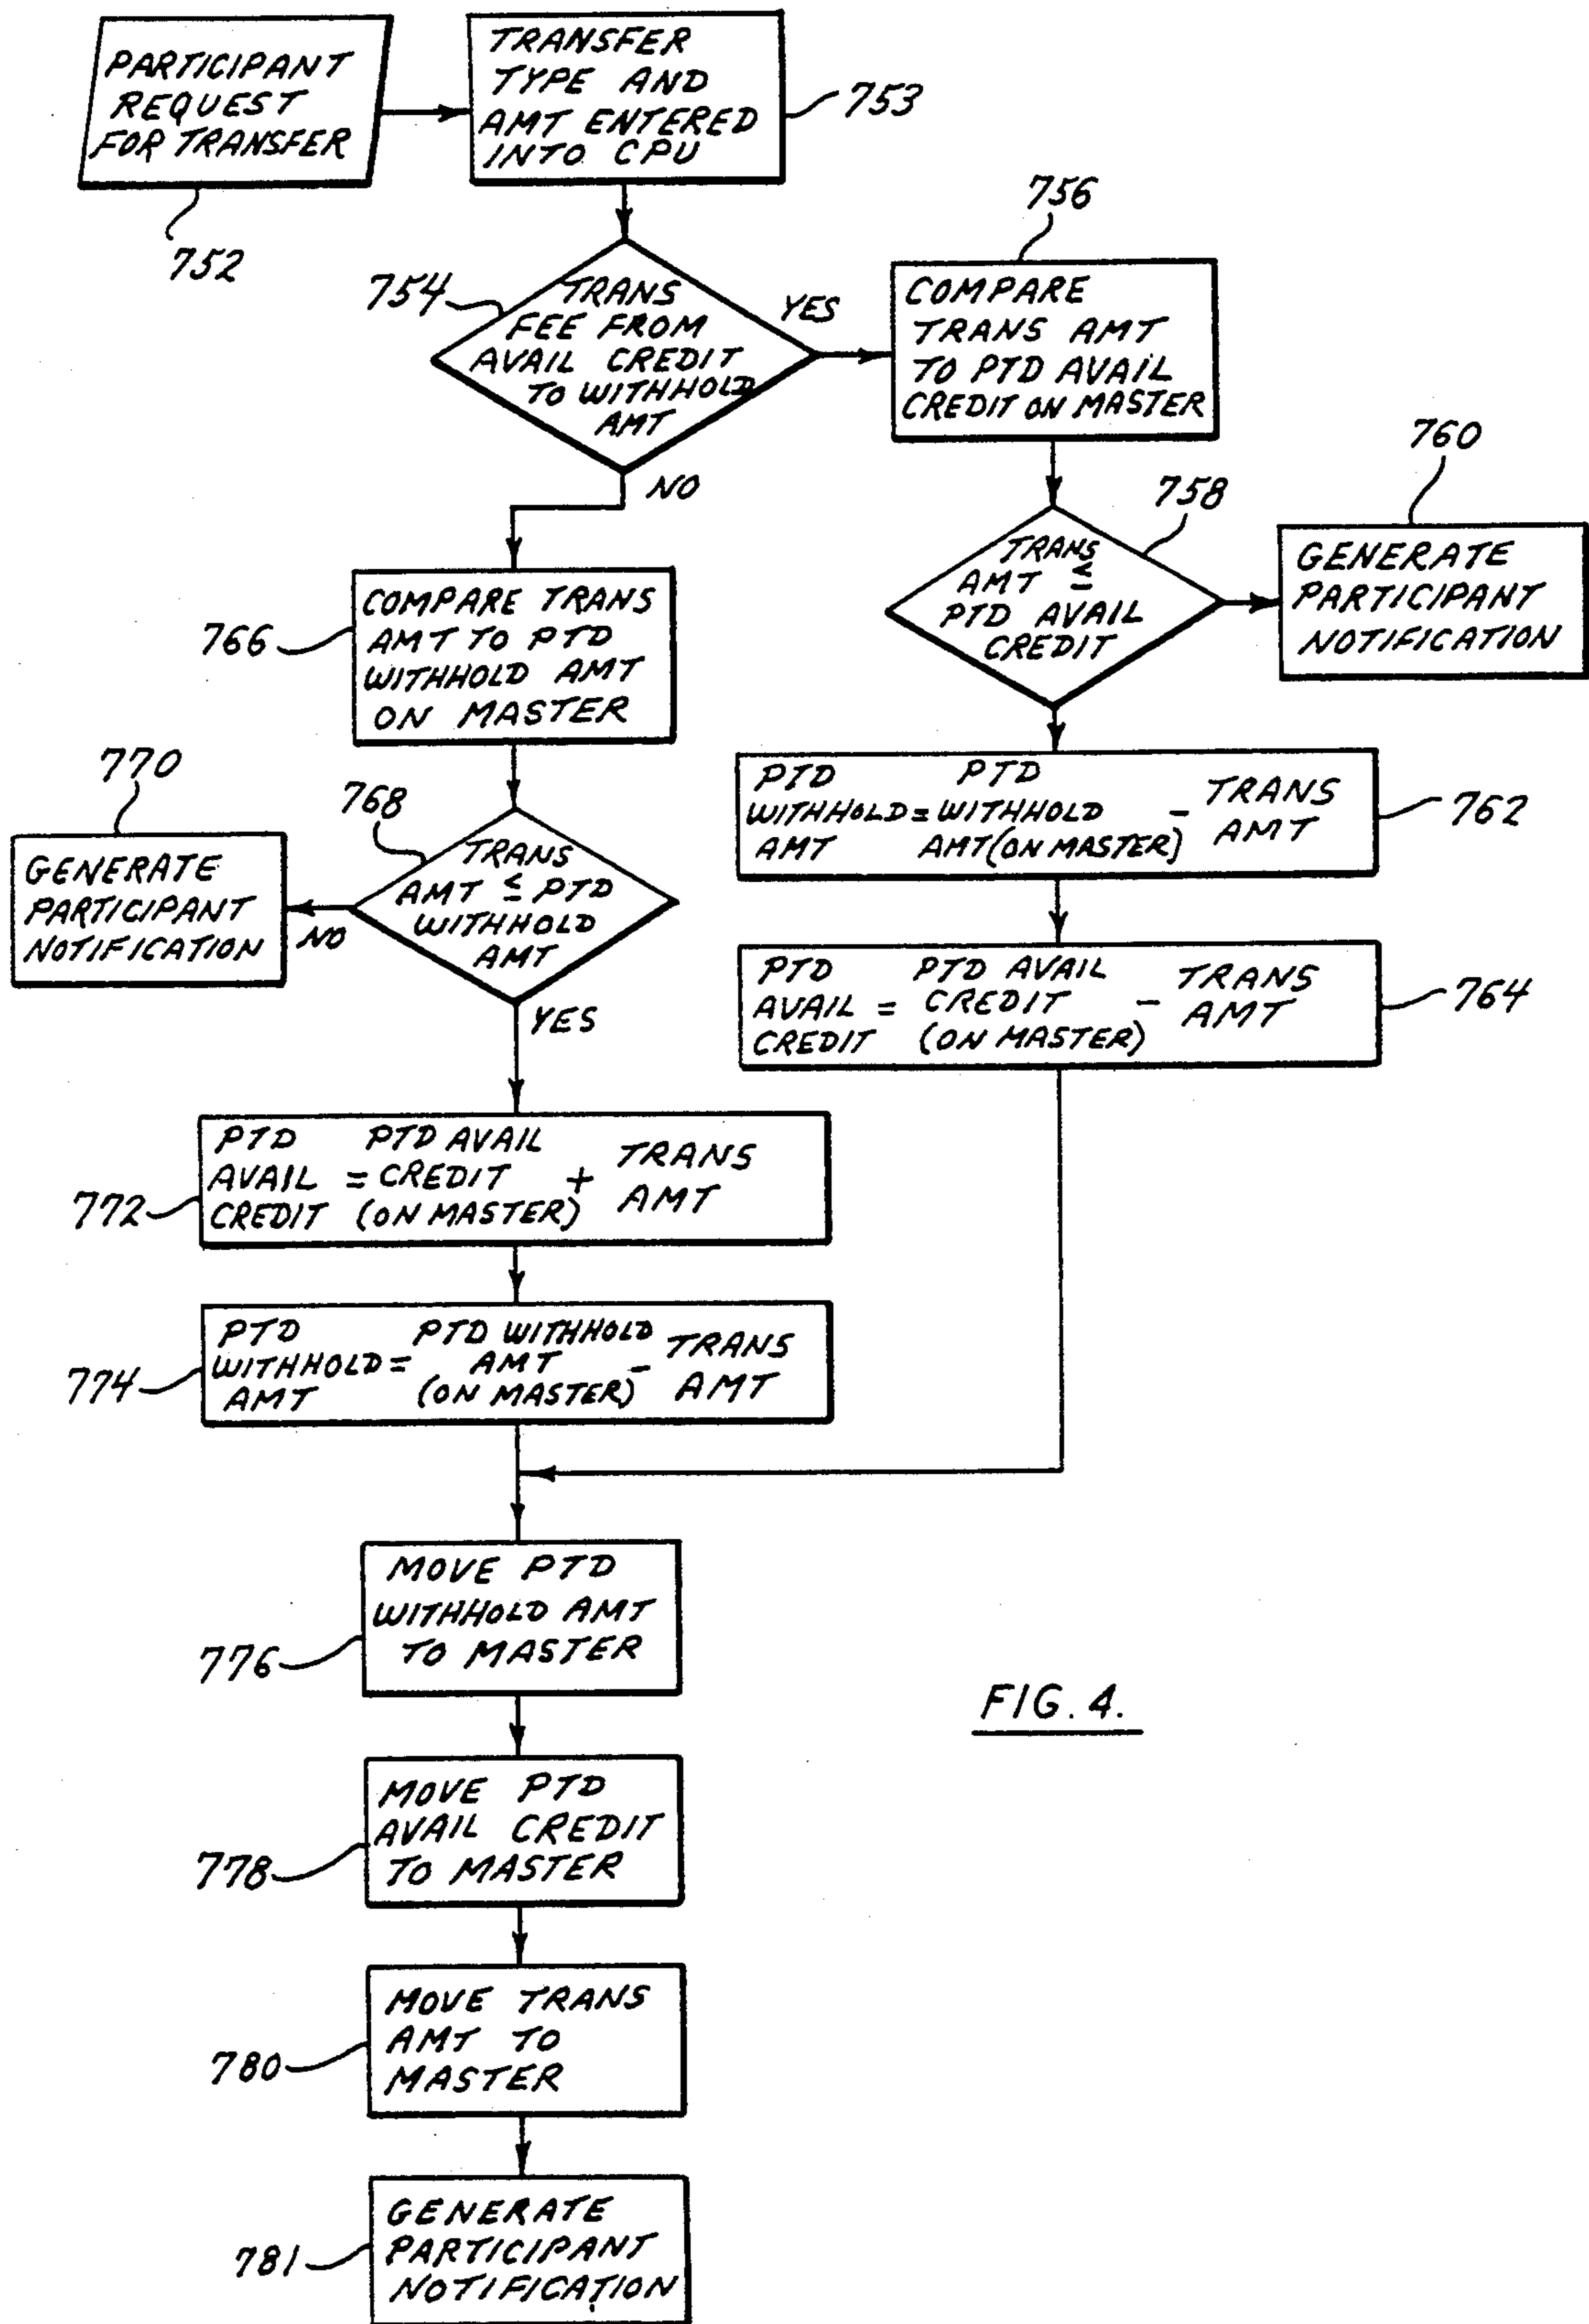 PARTICIPANT
REQUEST
FOR TRANSFER
752
TRANSFER
TYPE AND
AMT ENTERED
INTO CPU
753
754
TRANS
FEE FROM
AVAIL CREDIT
TO WITHHOLD
AMT
YES
NO
756
COMPARE
TRANS AMT
TO PTD AVAIL
CREDIT ON MASTER
758
TRANS
AMT ≤
PTD AVAIL
CREDIT
760
GENERATE
PARTICIPANT
NOTIFICATION
766
COMPARE TRANS
AMT TO PTD
WITHHOLD AMT
ON MASTER
762
PTD PTD
WITHHOLD = WITHHOLD - TRANS
AMT AMT (ON MASTER) AMT
770
GENERATE
PARTICIPANT
NOTIFICATION
768
TRANS
AMT ≤ PTD
WITHHOLD
AMT
NO
YES
764
PTD PTD AVAIL TRANS
AVAIL = CREDIT - AMT
CREDIT (ON MASTER)
772
PTD PTD AVAIL TRANS
AVAIL = CREDIT +
CREDIT (ON MASTER) AMT
774
PTD PTD WITHHOLD TRANS
WITHHOLD = AMT -
AMT (ON MASTER) AMT
776
MOVE PTD
WITHHOLD AMT
TO MASTER
778
MOVE PTD
AVAIL CREDIT
TO MASTER
780
MOVE TRANS
AMT TO
MASTER
781
GENERATE
PARTICIPANT
NOTIFICATION
FIG. 4.